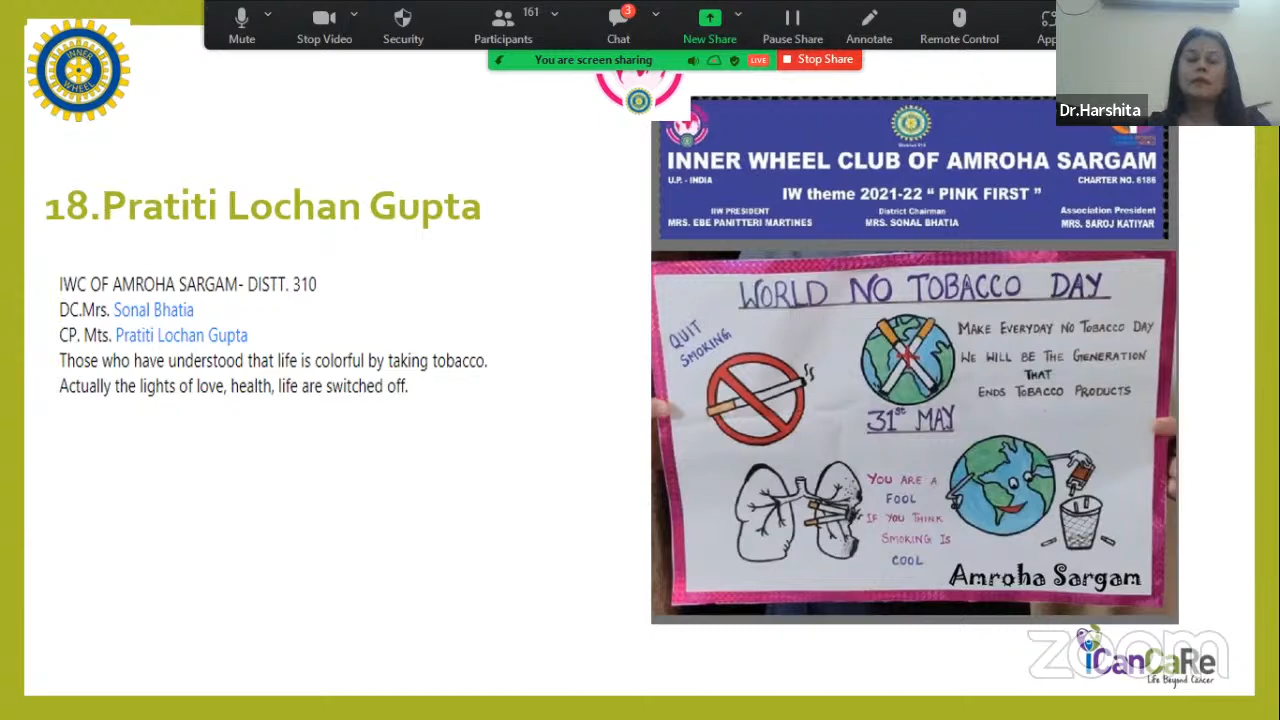 Mute
Stop Video
Security
Participants
161
Chat
3
New Share
Pause Share
Annotate
Remote Control
You are screen sharing
LIVE
Stop Share
Dr.Harshita
INNER
WHEEL
18.Pratiti Lochan Gupta
IWC OF AMROHA SARGAM- DISTT. 310
DC.Mrs. Sonal Bhatia
CP. Mts. Pratiti Lochan Gupta
Those who have understood that life is colorful by taking tobacco.
Actually the lights of love, health, life are switched off.
INNER WHEEL CLUB OF AMROHA SARGAM
U.P. - INDIA
CHARTER NO. 6186
IW theme 2021-22 “ PINK FIRST ”
IIW PRESIDENT
MRS. EBE PANITTERI MARTINES
District Chairman
MRS. SONAL BHATIA
Association President
MRS. SAROJ KATIYAR
WORLD NO TOBACCO DAY
QUIT
SMOKING
MAKE EVERYDAY NO TOBACCO DAY
WE WILL BE THE GENERATION
THAT
ENDS TOBACCO PRODUCTS
31st MAY
YOU ARE A
FOOL
IF YOU THINK
SMOKING IS
COOL
Amroha Sargam
zoom
iCanCaRe
Life Beyond Cancer